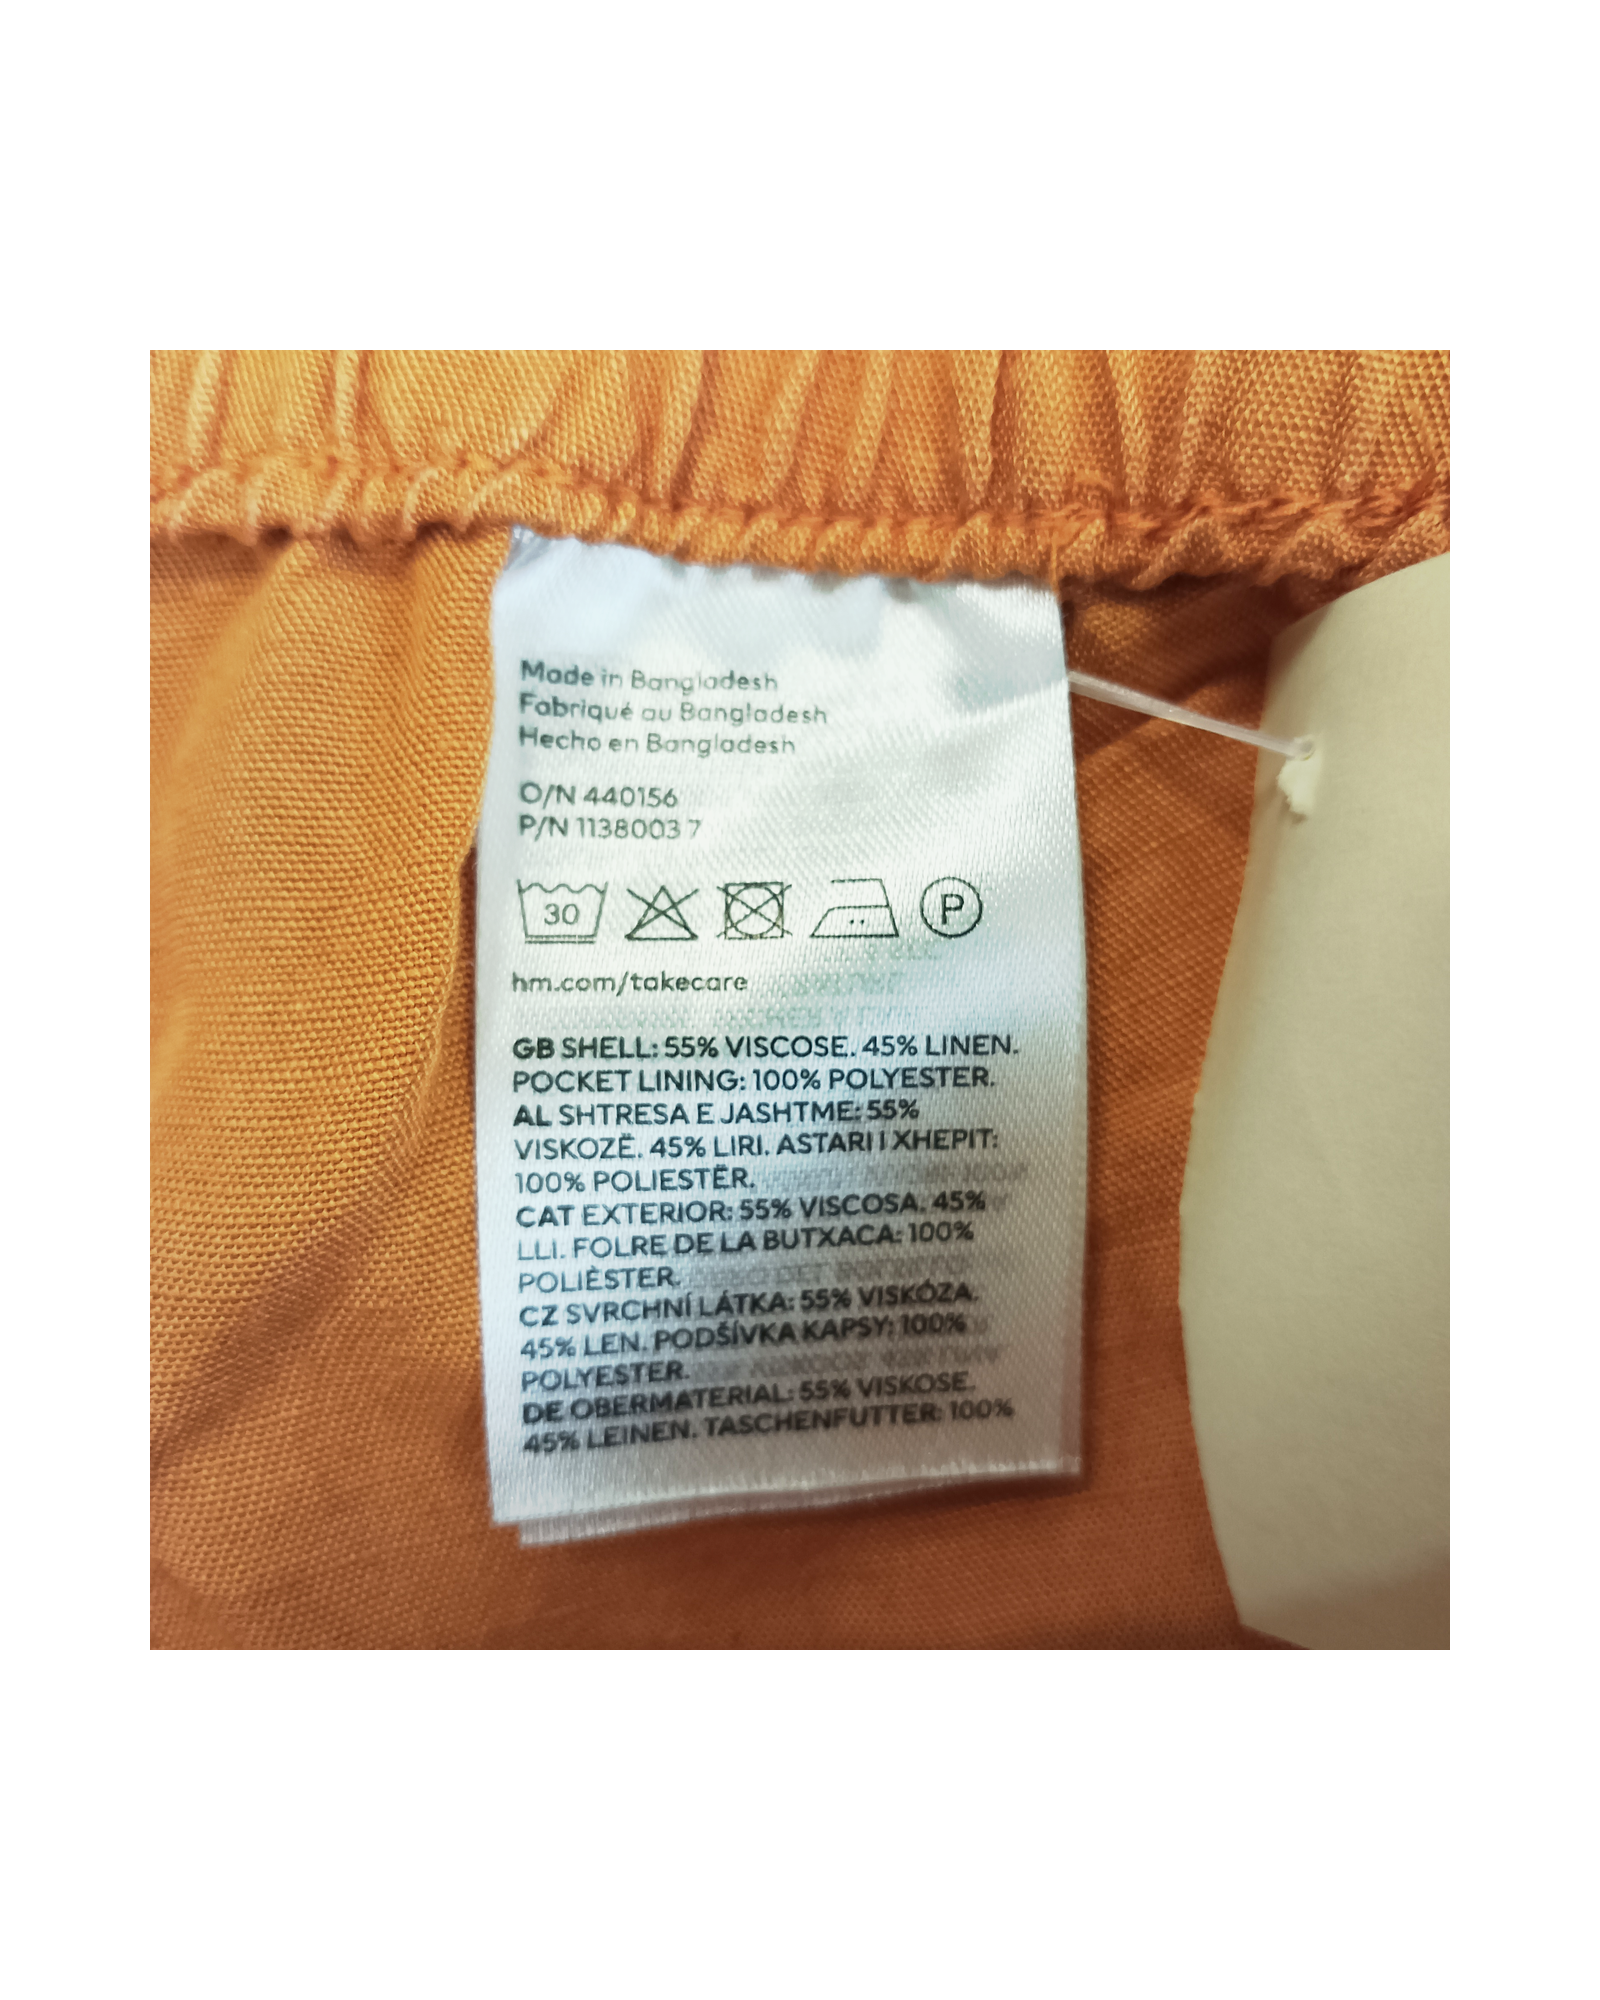 Made in Bangladesh
Fabriqué au Bangladesh
Hecho en Bangladesh
O/N 440156
P/N 1138003 7
30
P
hm.com/takecare
GB SHELL: 55% VISCOSE. 45% LINEN.
POCKET LINING: 100% POLYESTER.
AL SHTRESA E JASHTME: 55%
VISKOZË. 45% LIRI. ASTARI I XHEPIT:
100% POLIESTËR.
CAT EXTERIOR: 55% VISCOSA. 45%
LLI. FOLRE DE LA BUTXACA: 100%
POLIÈSTER.
CZ SVRCHNÍ LÁTKA: 55% VISKÓZA.
45% LEN. PODŠÍVKA KAPSY: 100%
POLYESTER.
DE OBERMATERIAL: 55% VISKOSE.
45% LEINEN. TASCHENFUTTER: 100%